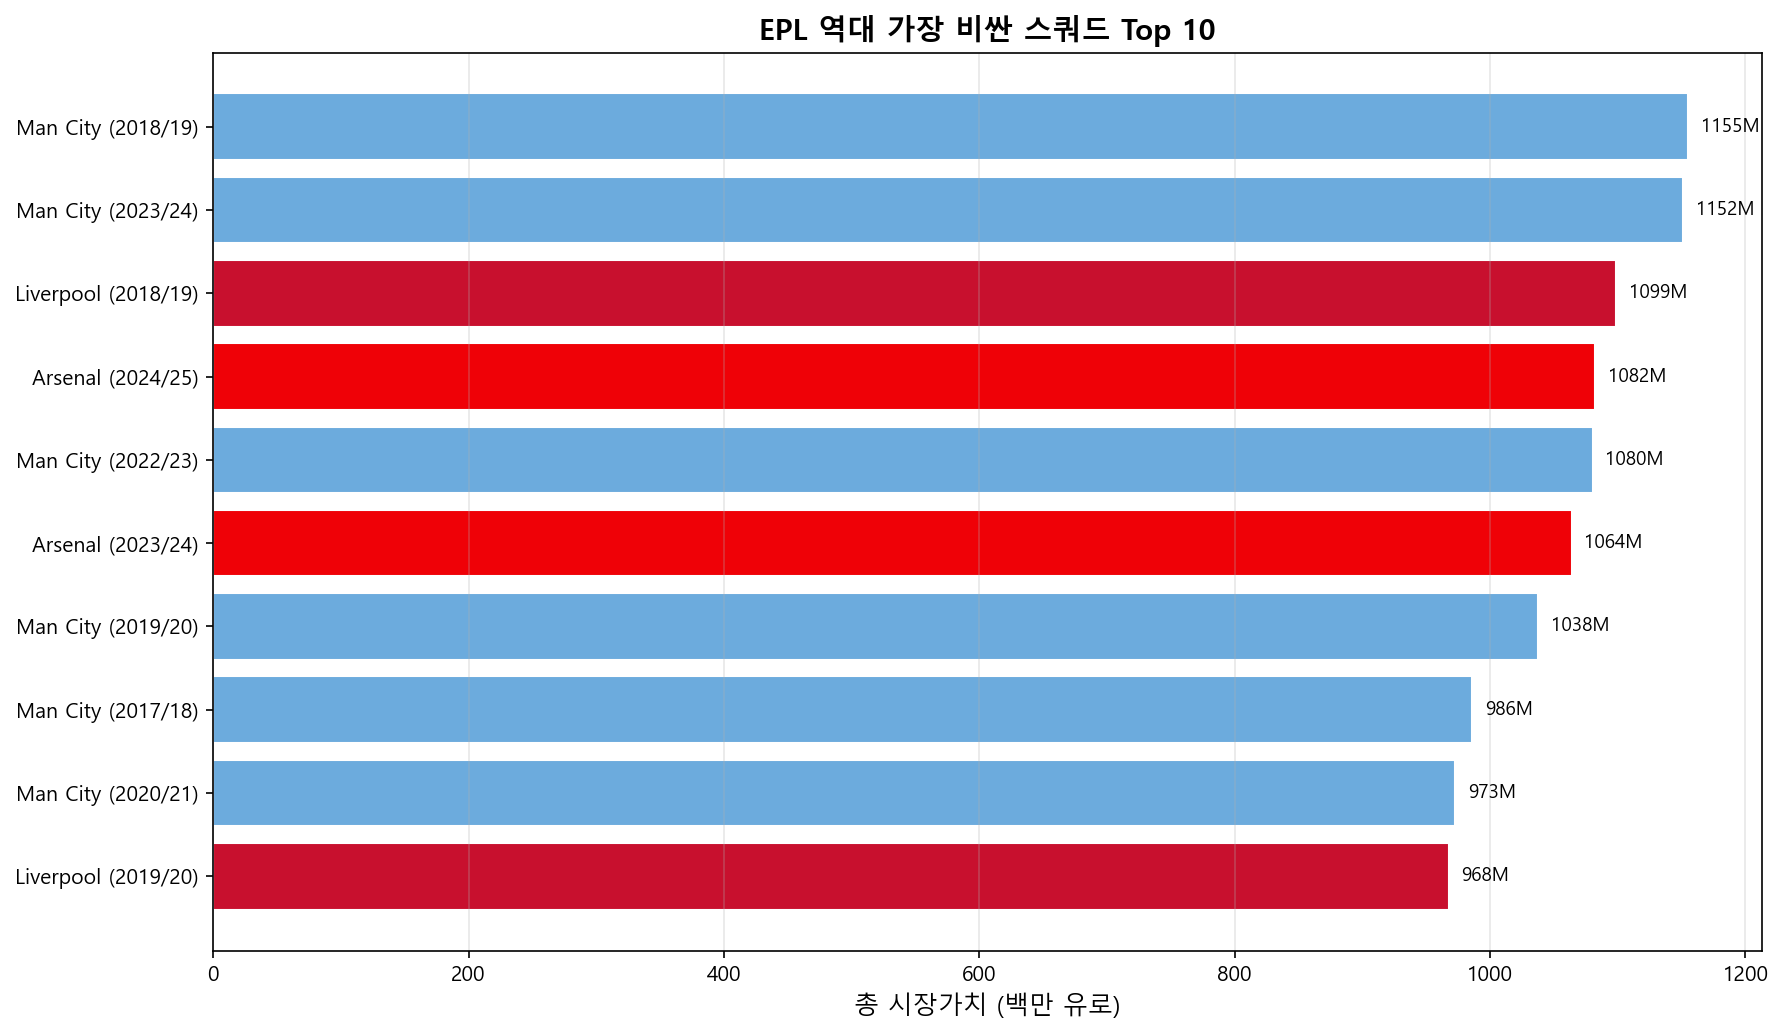 EPL 역대 가장 비싼 스쿼드 Top 10
Man City (2018/19) 1155M
Man City (2023/24) 1152M
Liverpool (2018/19) 1099M
Arsenal (2024/25) 1082M
Man City (2022/23) 1080M
Arsenal (2023/24) 1064M
Man City (2019/20) 1038M
Man City (2017/18) 986M
Man City (2020/21) 973M
Liverpool (2019/20) 968M
0 200 400 600 800 1000 1200
총 시장가치 (백만 유로)